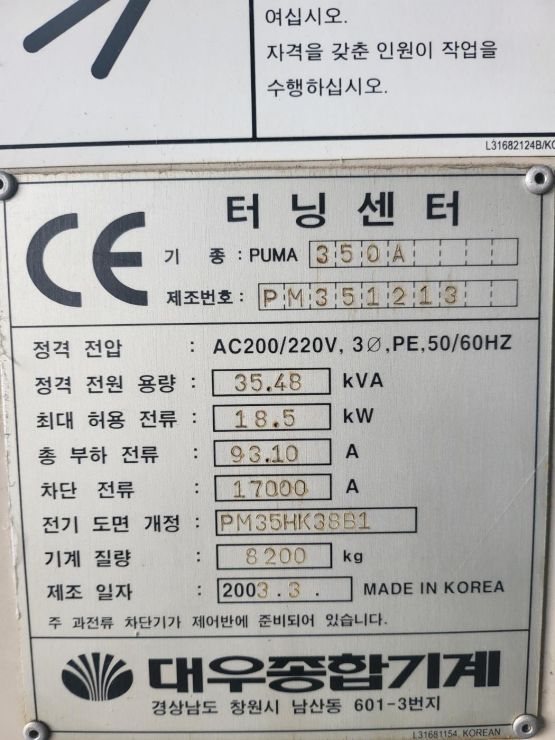 여십시오.
자격을 갖춘 인원이 작업을
수행하십시오.
L31682124B/KO
CE 터 닝 센 터
기 종 : PUMA 350A
제조번호 : PM351213
정격 전압 : AC200/220V, 3∅,PE,50/60HZ
정격 전원 용량 : 35.48 kVA
최대 허용 전류 : 18.5 kW
총 부하 전류 : 93.10 A
차단 전류 : 17000 A
전기 도면 개정 : PM35HK38B1
기계 질량 : 8200 kg
제조 일자 : 2003.3. MADE IN KOREA
주 과전류 차단기가 제어반에 준비되어 있습니다.
대우종합기계
경상남도 창원시 남산동 601-3번지
L31681154, KOREAN